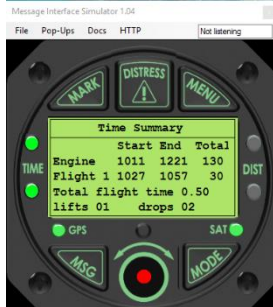 Message Interface Simulator 1.04
File Pop-Ups Docs HTTP Not listening
DISTRESS
MARK MENU
Time Summary
Start End Total
Engine 1011 1221 130
Flight 1 1027 1057 30
Total flight time 0.50
lifts 01 drops 02
TIME DIST
GPS SAT
MSG MODE